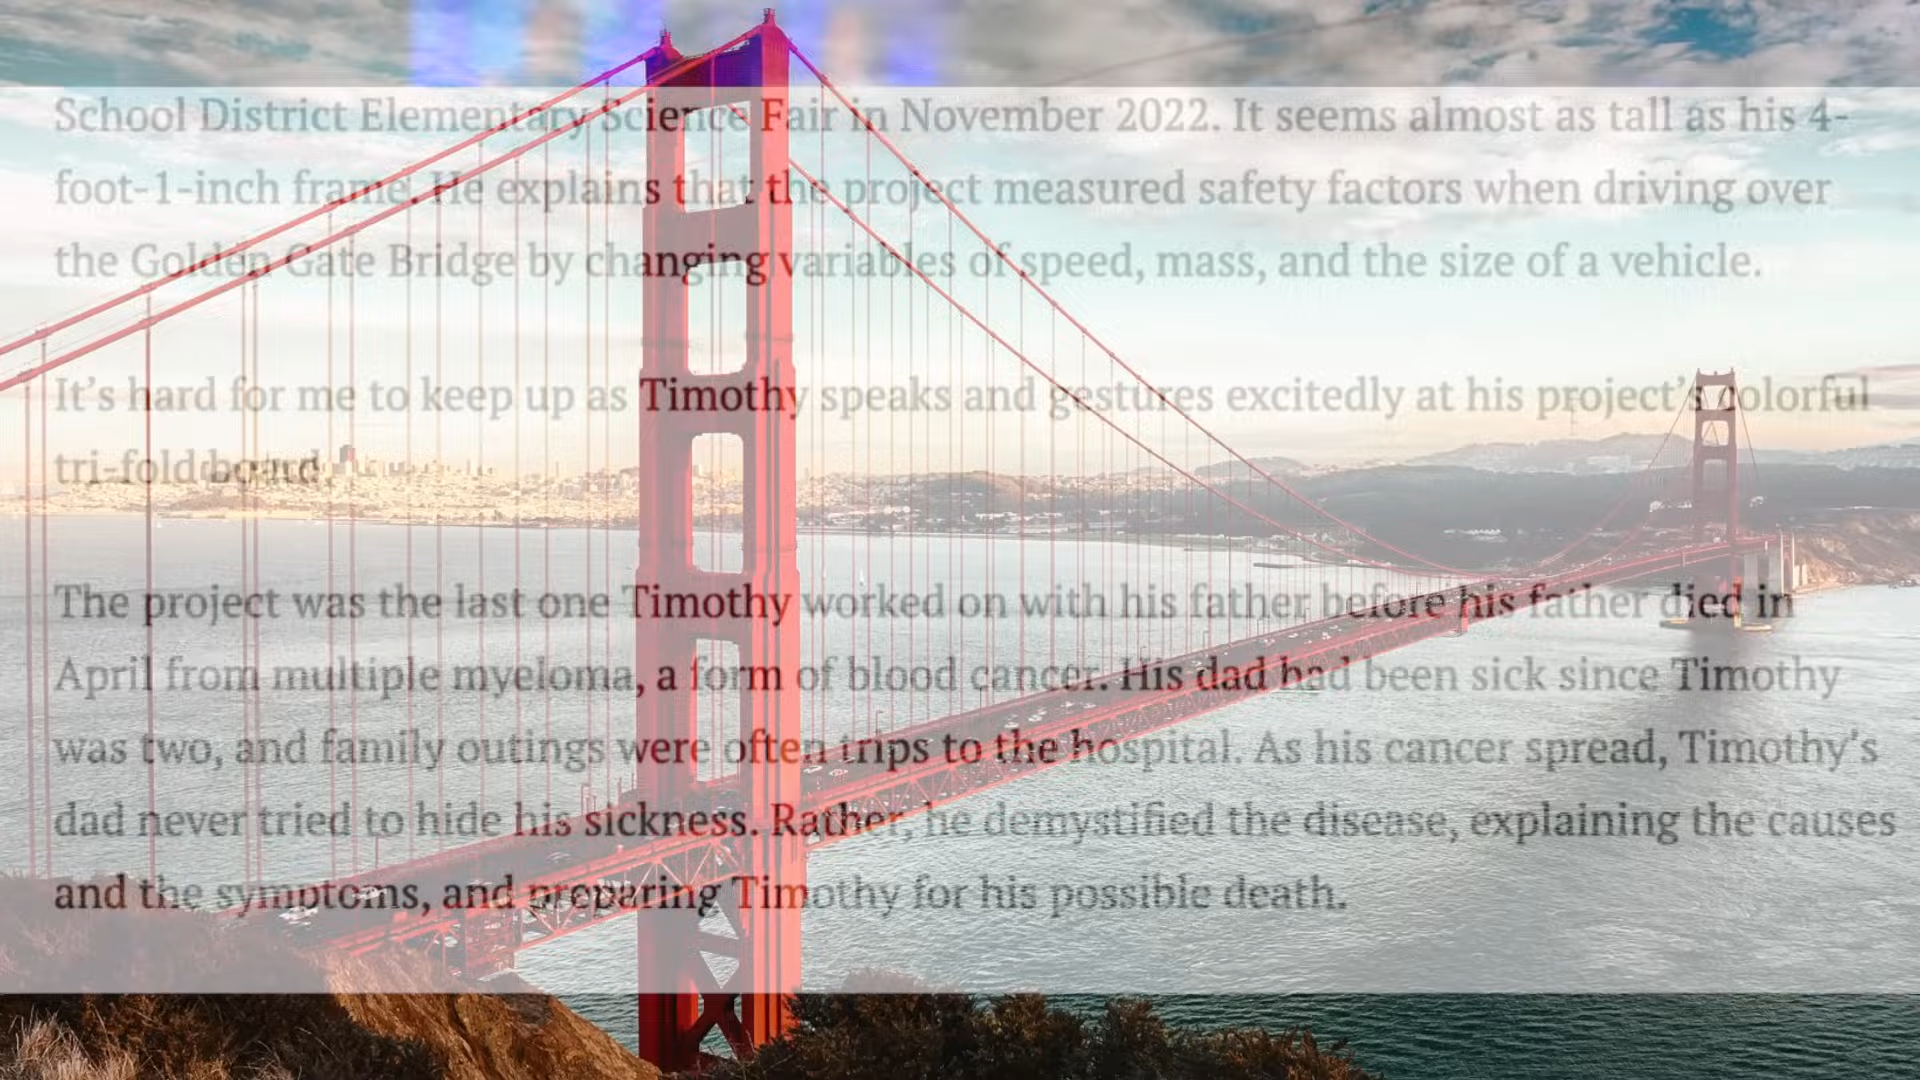 School District Elementary Science Fair in November 2022. It seems almost as tall as his 4-
foot-1-inch frame. He explains that the project measured safety factors when driving over
the Golden Gate Bridge by changing variables of speed, mass, and the size of a vehicle.
It’s hard for me to keep up as Timothy speaks and gestures excitedly at his project’s colorful
tri-fold board.
The project was the last one Timothy worked on with his father before his father died in
April from multiple myeloma, a form of blood cancer. His dad had been sick since Timothy
was two, and family outings were often trips to the hospital. As his cancer spread, Timothy’s
dad never tried to hide his sickness. Rather, he demystified the disease, explaining the causes
and the symptoms, and preparing Timothy for his possible death.